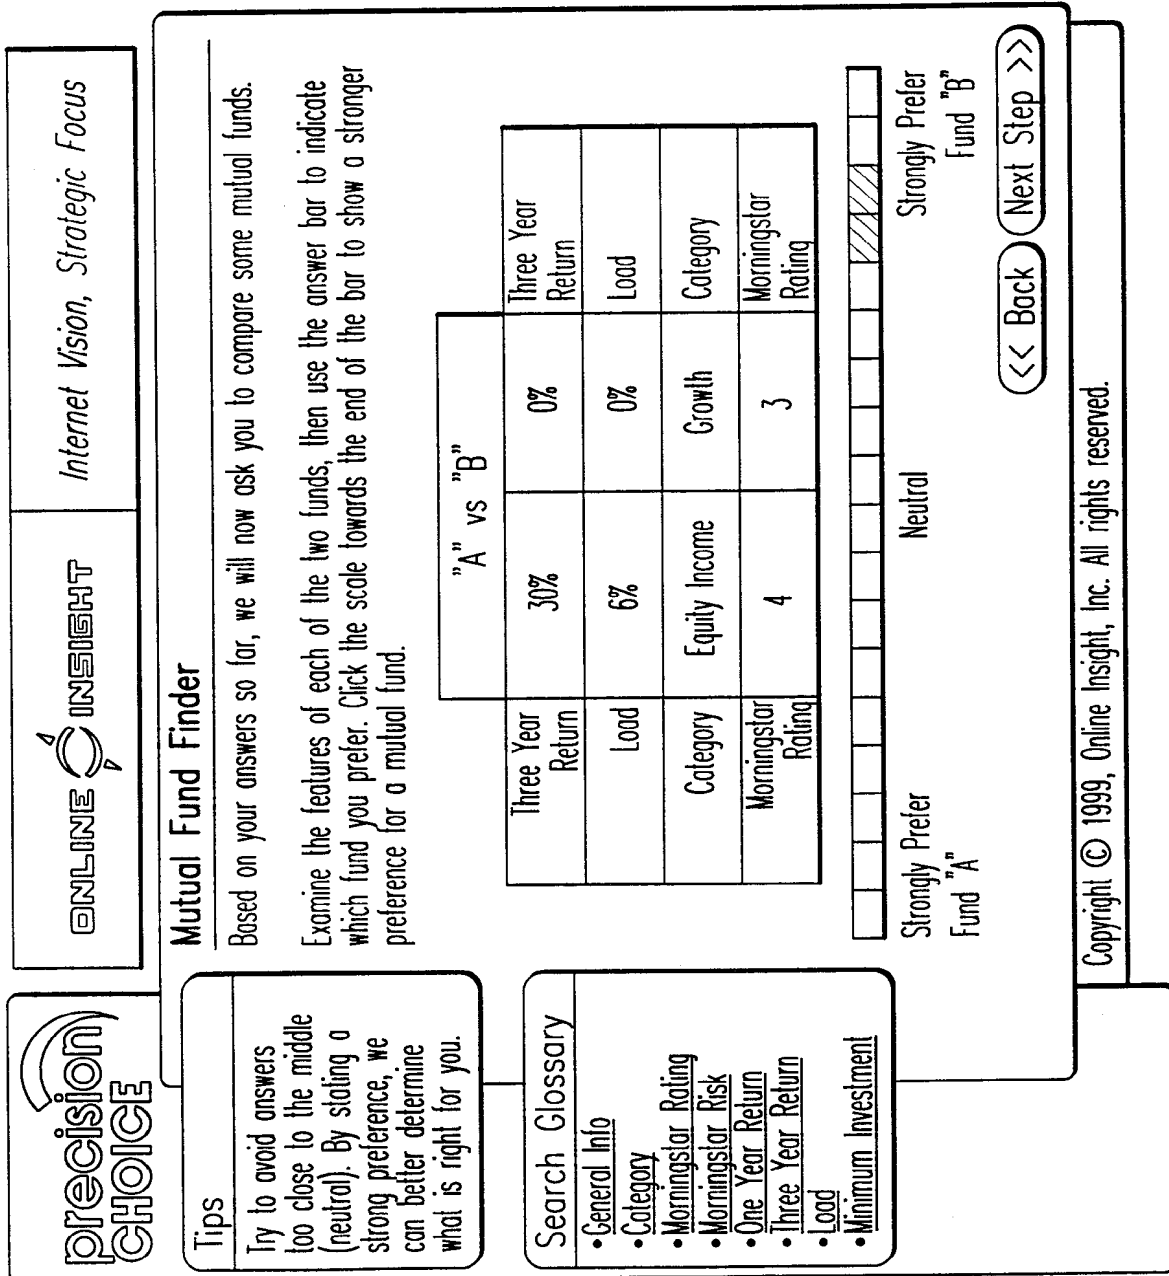 precision
CHOICE
ONLINE INSIGHT
Internet Vision, Strategic Focus
Tips
Try to avoid answers
too close to the middle
(neutral). By stating a
strong preference, we
can better determine
what is right for you.
Search Glossary
• General Info
• Category
• Morningstar Rating
• Morningstar Risk
• One Year Return
• Three Year Return
• Load
• Minimum Investment
Mutual Fund Finder
Based on your answers so far, we will now ask you to compare some mutual funds.
Examine the features of each of the two funds, then use the answer bar to indicate
which fund you prefer. Click the scale towards the end of the bar to show a stronger
preference for a mutual fund.
"A" vs "B"
Three Year Return 30% 0% Three Year Return
Load 6% 0% Load
Category Equity Income Growth Category
Morningstar Rating 4 3 Morningstar Rating
Strongly Prefer Neutral Strongly Prefer
Fund "A" Fund "B"
<< Back Next Step >>
Copyright © 1999, Online Insight, Inc. All rights reserved.